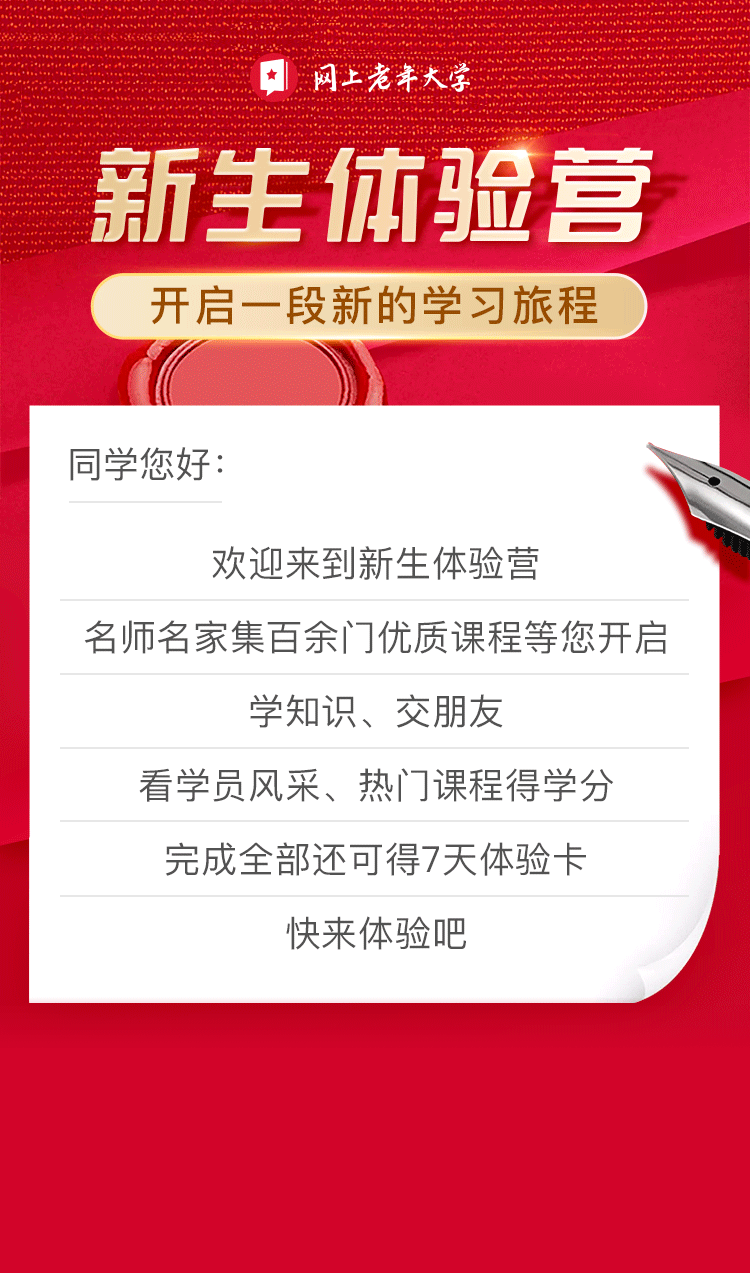 网上老年大学
新生体验营
开启一段新的学习旅程
同学您好：
欢迎来到新生体验营
名师名家集百余门优质课程等您开启
学知识、交朋友
看学员风采、热门课程得学分
完成全部还可得7天体验卡
快来体验吧